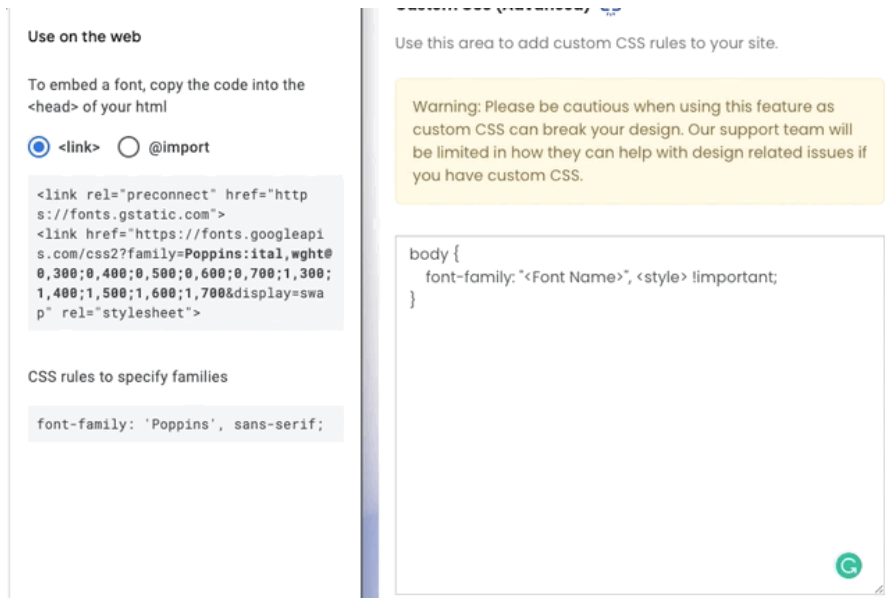 Use on the web
To embed a font, copy the code into the
<head> of your html
<link> @import
<link rel="preconnect" href="http
s://fonts.gstatic.com">
<link href="https://fonts.googleapi
s.com/css2?family=Poppins:ital,wght@
0,300;0,400;0,500;0,600;0,700;1,300;
1,400;1,500;1,600;1,700&display=swa
p" rel="stylesheet">
CSS rules to specify families
font-family: 'Poppins', sans-serif;
Custom CSS (Advanced)
Use this area to add custom CSS rules to your site.
Warning: Please be cautious when using this feature as
custom CSS can break your design. Our support team will
be limited in how they can help with design related issues if
you have custom CSS.
body {
font-family: "<Font Name>", <style> !important;
}